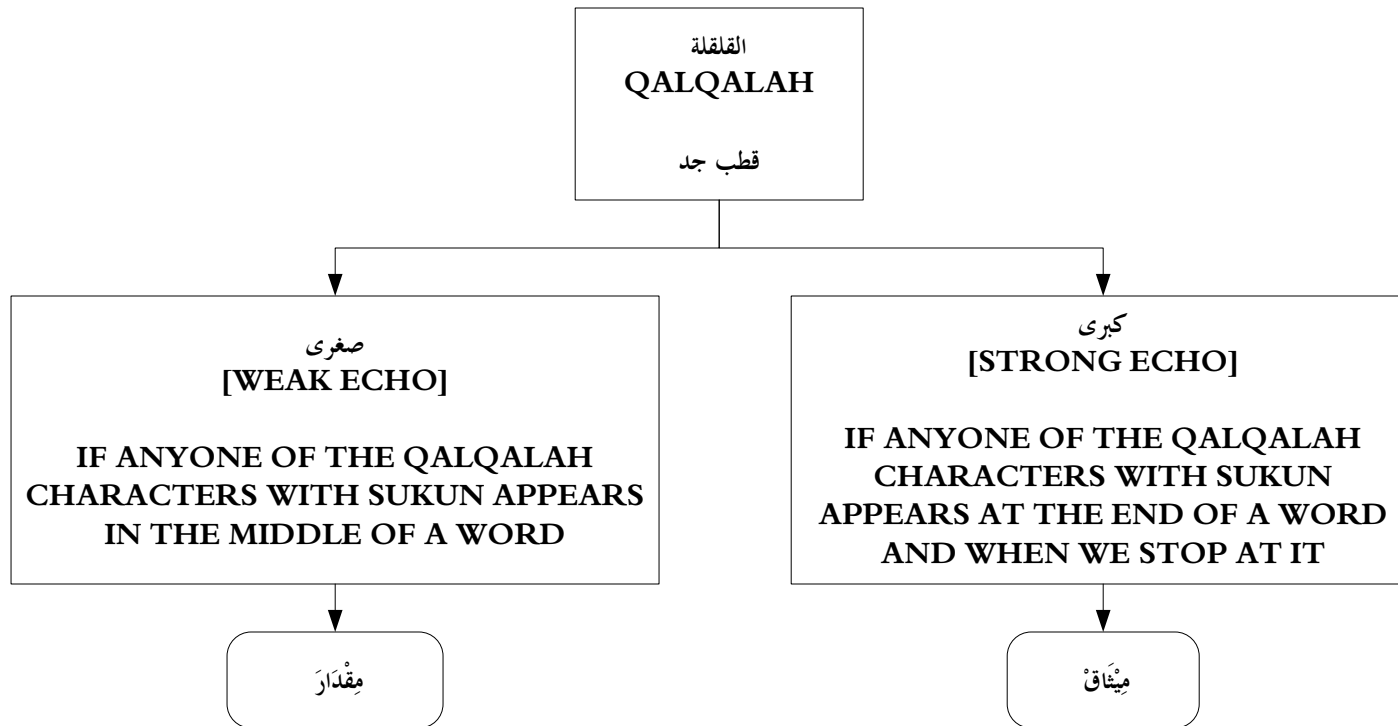 القلقلة
QALQALAH
قطب جد
صغرى
[WEAK ECHO]
IF ANYONE OF THE QALQALAH
CHARACTERS WITH SUKUN APPEARS
IN THE MIDDLE OF A WORD
كبرى
[STRONG ECHO]
IF ANYONE OF THE QALQALAH
CHARACTERS WITH SUKUN
APPEARS AT THE END OF A WORD
AND WHEN WE STOP AT IT
مِقْدَارَ
مِيْثَاقْ